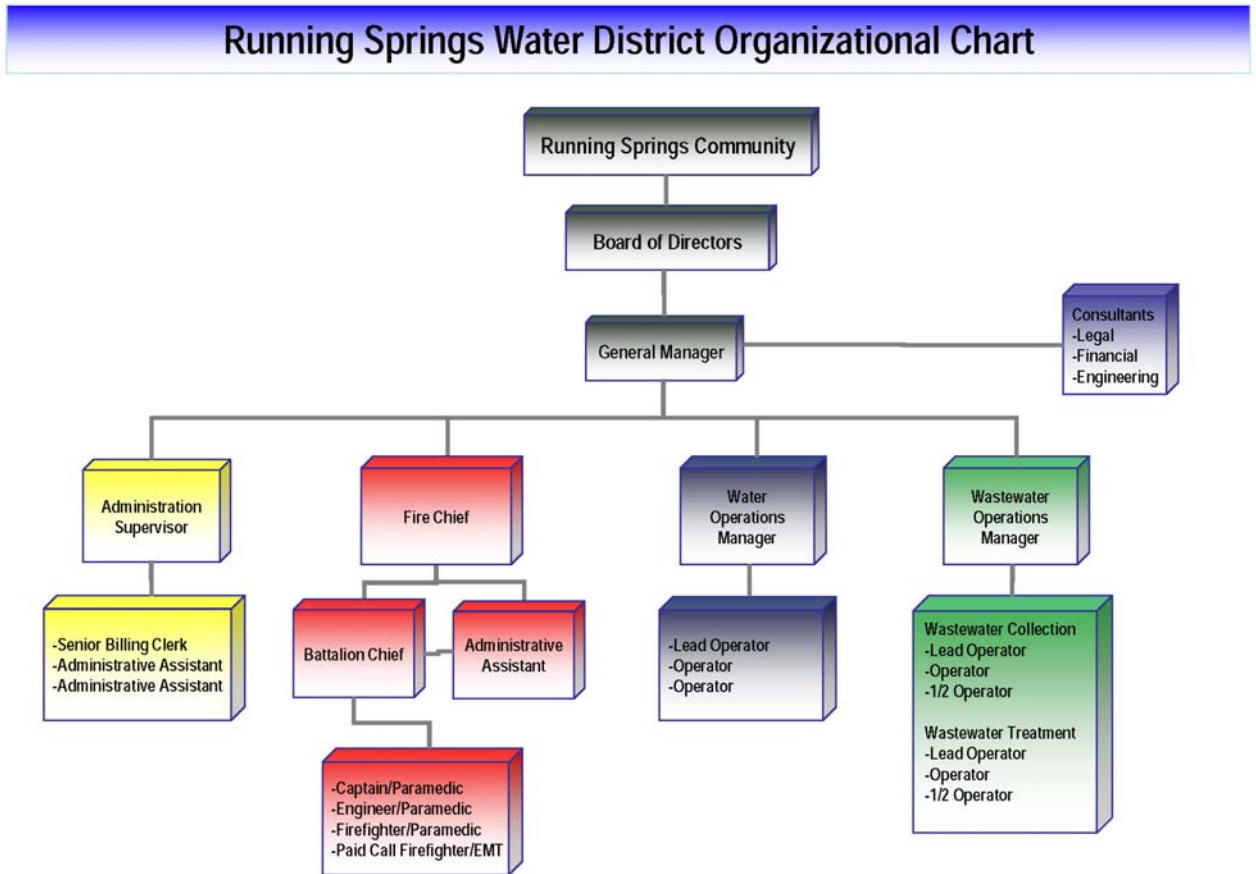 Running Springs Water District Organizational Chart
Running Springs Community
Board of Directors
General Manager
Consultants
-Legal
-Financial
-Engineering
Administration
Supervisor
Fire Chief
Water
Operations
Manager
Wastewater
Operations
Manager
-Senior Billing Clerk
-Administrative Assistant
-Administrative Assistant
Battalion Chief
Administrative
Assistant
-Lead Operator
-Operator
-Operator
Wastewater Collection
-Lead Operator
-Operator
-1/2 Operator
Wastewater Treatment
-Lead Operator
-Operator
-1/2 Operator
-Captain/Paramedic
-Engineer/Paramedic
-Firefighter/Paramedic
-Paid Call Firefighter/EMT